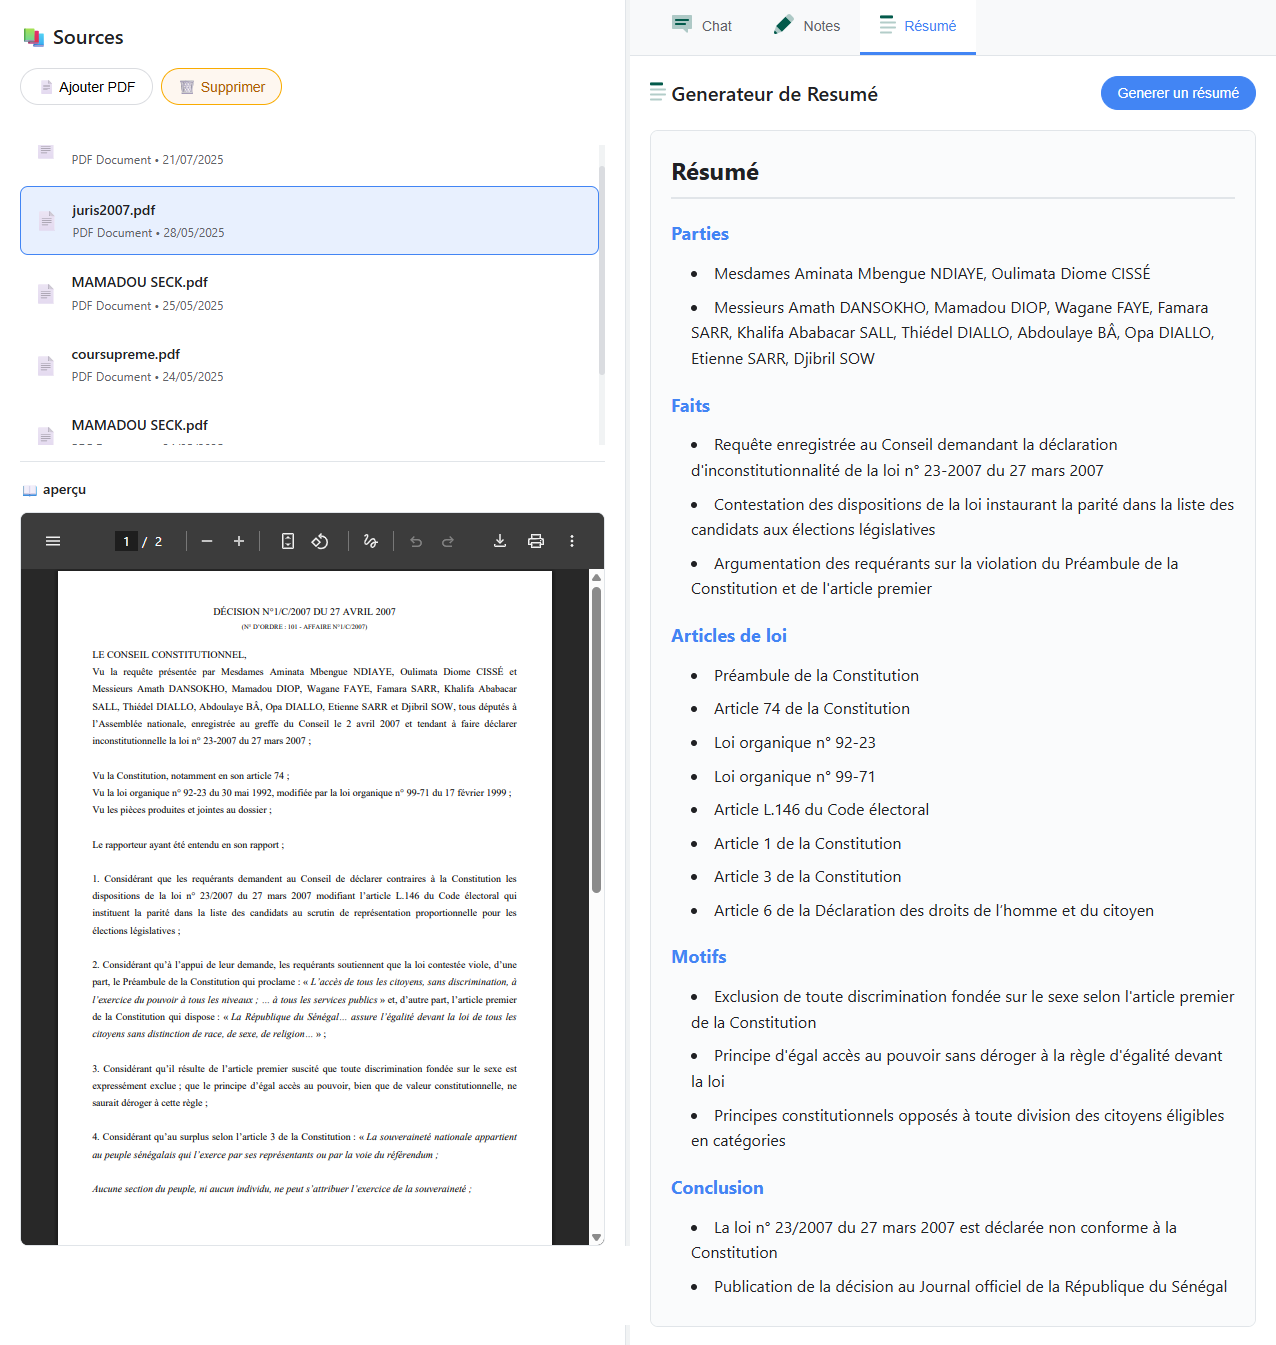 Sources
Ajouter PDF
Supprimer
PDF Document • 21/07/2025
juris2007.pdf
PDF Document • 28/05/2025
MAMADOU SECK.pdf
PDF Document • 25/05/2025
coursupreme.pdf
PDF Document • 24/05/2025
MAMADOU SECK.pdf
aperçu
1 / 2
DÉCISION N°1/C/2007 DU 27 AVRIL 2007
(N° D'ORDRE : 101 - AFFAIRE N°1/C/2007)
LE CONSEIL CONSTITUTIONNEL,
Vu la requête présentée par Mesdames Aminata Mbengue NDIAYE, Oulimata Diome CISSÉ et
Messieurs Amath DANSOKHO, Mamadou DIOP, Wagane FAYE, Famara SARR, Khalifa Ababacar
SALL, Thiédel DIALLO, Abdoulaye BÂ, Opa DIALLO, Etienne SARR et Djibril SOW, tous députés à
l'Assemblée nationale, enregistrée au greffe du Conseil le 2 avril 2007 et tendant à faire déclarer
inconstitutionnelle la loi n° 23-2007 du 27 mars 2007 ;
Vu la Constitution, notamment en son article 74 ;
Vu la loi organique n° 92-23 du 30 mai 1992, modifiée par la loi organique n° 99-71 du 17 février 1999 ;
Vu les pièces produites et jointes au dossier ;
Le rapporteur ayant été entendu en son rapport ;
1. Considérant que les requérants demandent au Conseil de déclarer contraires à la Constitution les
dispositions de la loi n° 23/2007 du 27 mars 2007 modifiant l'article L.146 du Code électoral qui
instituent la parité dans la liste des candidats au scrutin de représentation proportionnelle pour les
élections législatives ;
2. Considérant qu'à l'appui de leur demande, les requérants soutiennent que la loi contestée viole, d'une
part, le Préambule de la Constitution qui proclame : « L'accès de tous les citoyens, sans discrimination, à
l'exercice du pouvoir à tous les niveaux ; … à tous les services publics » et, d'autre part, l'article premier
de la Constitution qui dispose : « La République du Sénégal… assure l'égalité devant la loi de tous les
citoyens sans distinction de race, de sexe, de religion… » ;
3. Considérant qu'il résulte de l'article premier suscité que toute discrimination fondée sur le sexe est
expressément exclue ; que le principe d'égal accès au pouvoir, bien que de valeur constitutionnelle, ne
saurait déroger à cette règle ;
4. Considérant qu'au surplus selon l'article 3 de la Constitution : « La souveraineté nationale appartient
au peuple sénégalais qui l'exerce par ses représentants ou par la voie du référendum ;
Aucune section du peuple, ni aucun individu, ne peut s'attribuer l'exercice de la souveraineté ;
Chat
Notes
Résumé
Generateur de Resumé
Generer un résumé
Résumé
Parties
• Mesdames Aminata Mbengue NDIAYE, Oulimata Diome CISSÉ
• Messieurs Amath DANSOKHO, Mamadou DIOP, Wagane FAYE, Famara
SARR, Khalifa Ababacar SALL, Thiédel DIALLO, Abdoulaye BÂ, Opa DIALLO,
Etienne SARR, Djibril SOW
Faits
• Requête enregistrée au Conseil demandant la déclaration
d'inconstitutionnalité de la loi n° 23-2007 du 27 mars 2007
• Contestation des dispositions de la loi instaurant la parité dans la liste des
candidats aux élections législatives
• Argumentation des requérants sur la violation du Préambule de la
Constitution et de l'article premier
Articles de loi
• Préambule de la Constitution
• Article 74 de la Constitution
• Loi organique n° 92-23
• Loi organique n° 99-71
• Article L.146 du Code électoral
• Article 1 de la Constitution
• Article 3 de la Constitution
• Article 6 de la Déclaration des droits de l'homme et du citoyen
Motifs
• Exclusion de toute discrimination fondée sur le sexe selon l'article premier
de la Constitution
• Principe d'égal accès au pouvoir sans déroger à la règle d'égalité devant
la loi
• Principes constitutionnels opposés à toute division des citoyens éligibles
en catégories
Conclusion
• La loi n° 23/2007 du 27 mars 2007 est déclarée non conforme à la
Constitution
• Publication de la décision au Journal officiel de la République du Sénégal